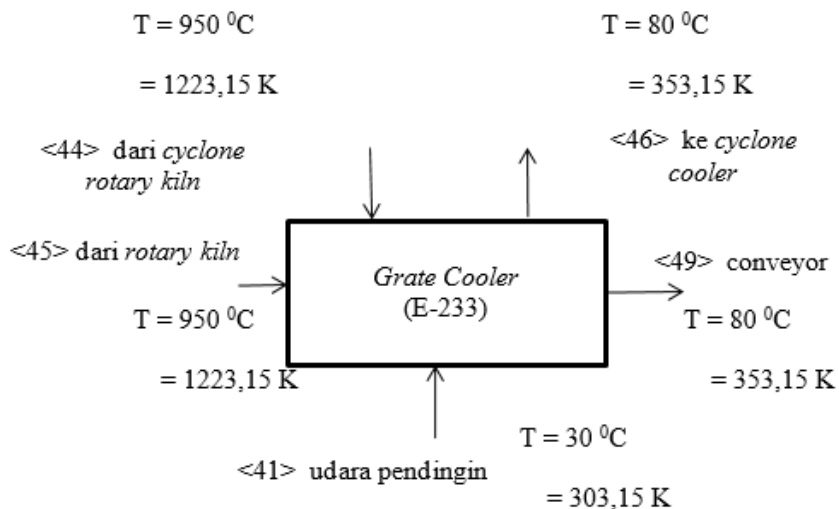 T = 950 ⁰C
= 1223,15 K
T = 80 ⁰C
= 353,15 K
<44> dari cyclone
rotary kiln
<46> ke cyclone
cooler
<45> dari rotary kiln
T = 950 ⁰C
= 1223,15 K
Grate Cooler
(E-233)
<49> conveyor
T = 80 ⁰C
= 353,15 K
<41> udara pendingin
T = 30 ⁰C
= 303,15 K